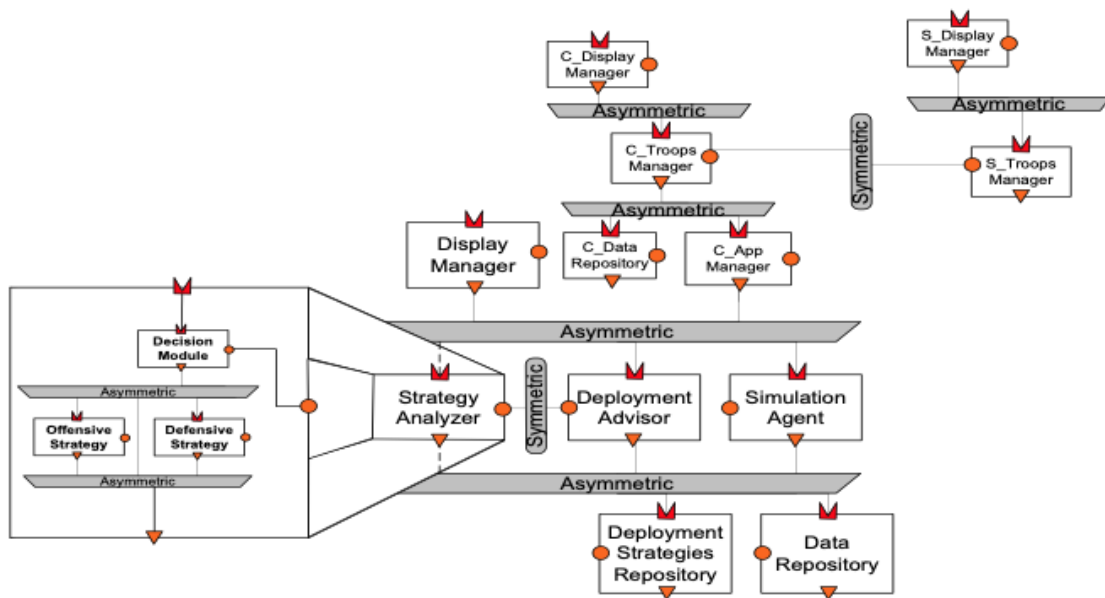 C_Display
Manager
S_Display
Manager
Asymmetric
Asymmetric
C_Troops
Manager
Symmetric
S_Troops
Manager
Asymmetric
Display
Manager
C_Data
Repository
C_App
Manager
Asymmetric
Decision
Module
Asymmetric
Offensive
Strategy
Defensive
Strategy
Asymmetric
Strategy
Analyzer
Symmetric
Deployment
Advisor
Simulation
Agent
Asymmetric
Deployment
Strategies
Repository
Data
Repository